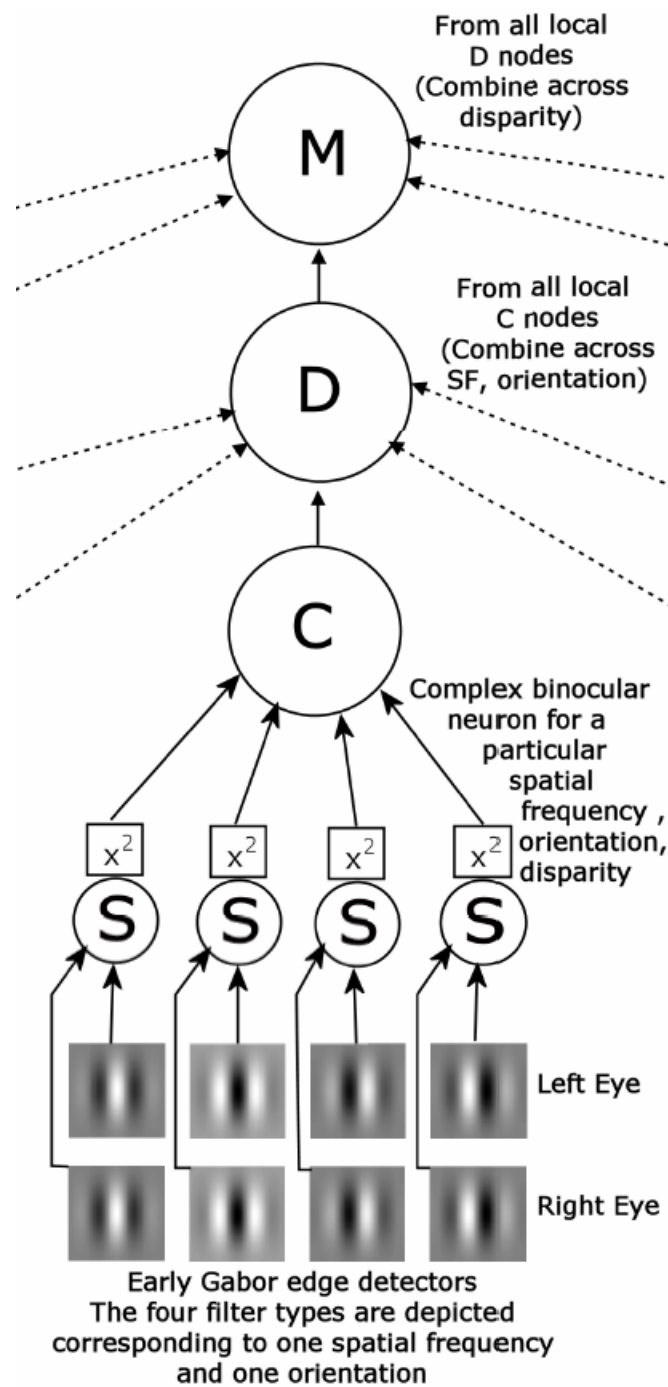 From all local
D nodes
(Combine across
disparity)
M
From all local
C nodes
(Combine across
SF, orientation)
D
C
Complex binocular
neuron for a
particular
spatial
frequency ,
orientation,
disparity
x² x² x² x²
S S S S
Left Eye
Right Eye
Early Gabor edge detectors
The four filter types are depicted
corresponding to one spatial frequency
and one orientation